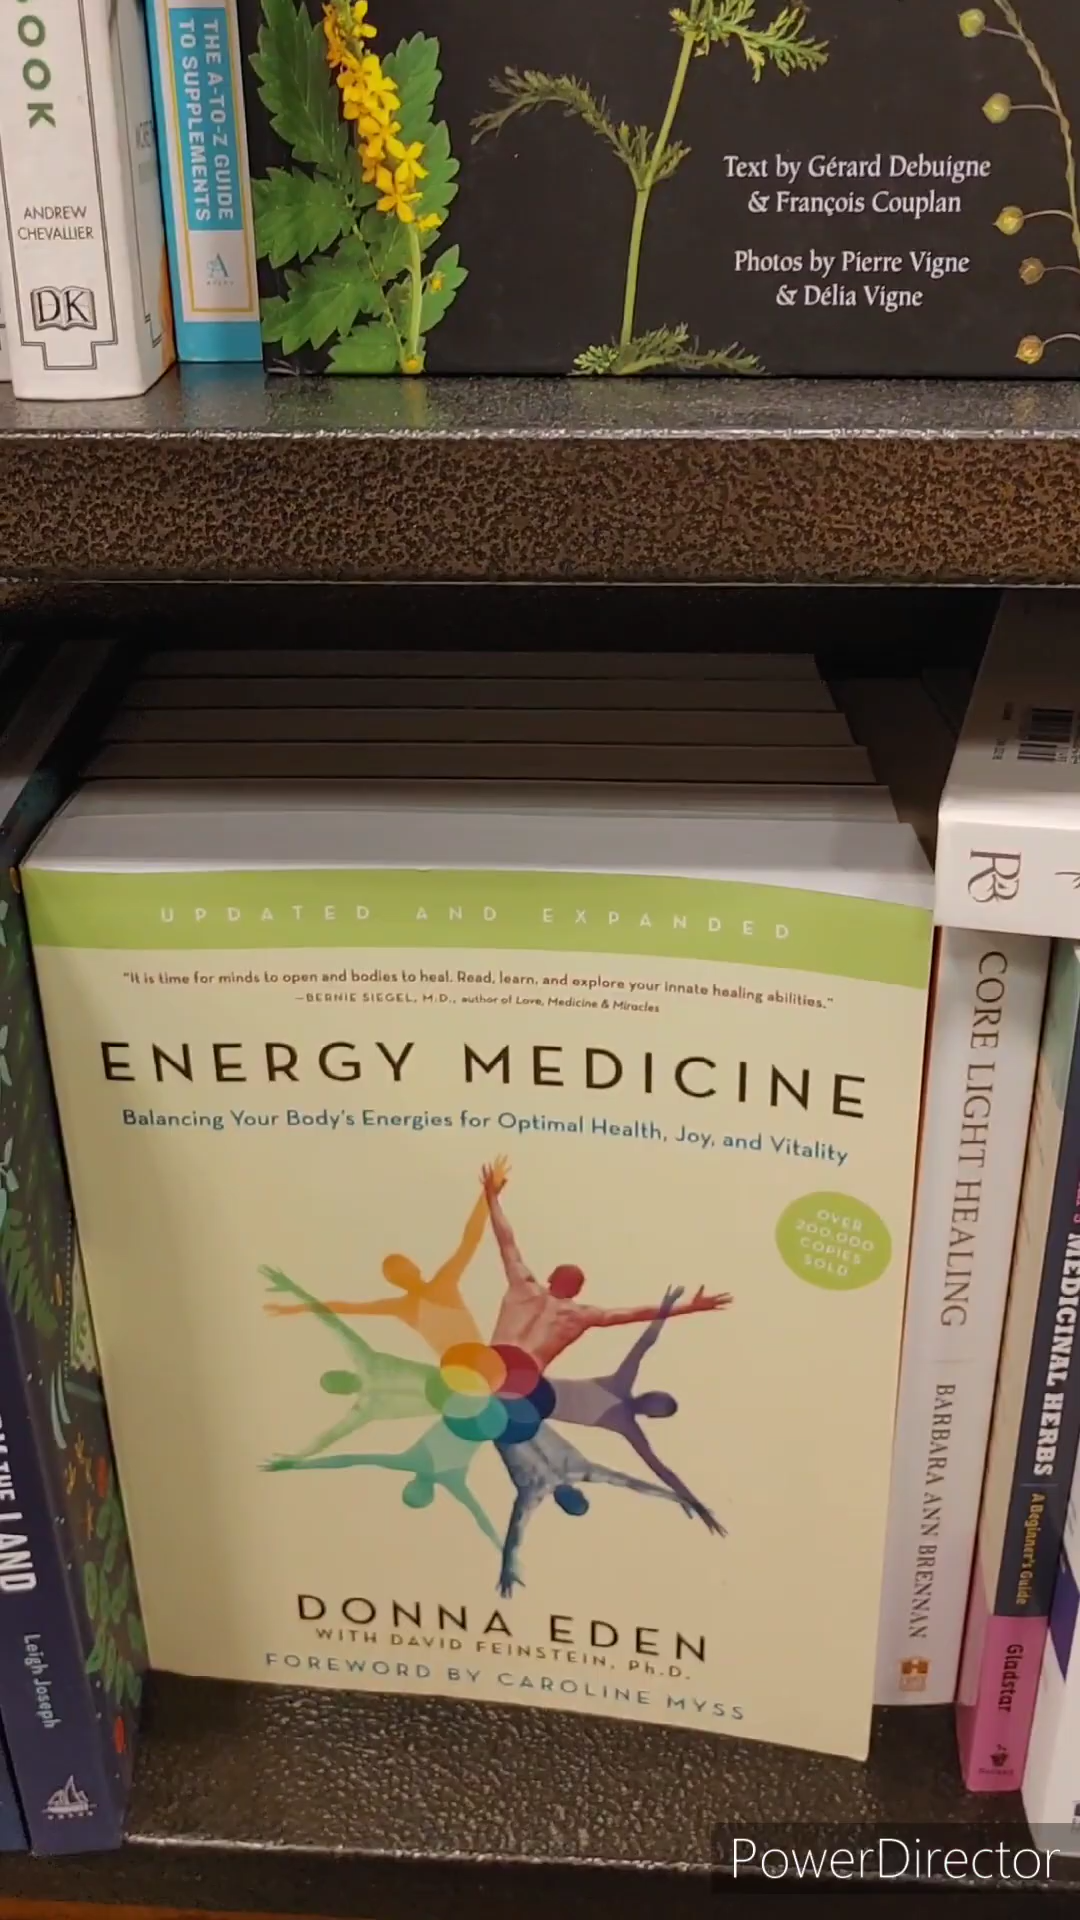 OOK
ANDREW
CHEVALLIER
DK
THE A-TO-Z GUIDE
TO SUPPLEMENTS
A
Text by Gérard Debuigne
& François Couplan
Photos by Pierre Vigne
& Délia Vigne
UPDATED AND EXPANDED
"It is time for minds to open and bodies to heal. Read, learn, and explore your innate healing abilities."
—BERNIE SIEGEL, M.D., author of Love, Medicine & Miracles
ENERGY MEDICINE
Balancing Your Body's Energies for Optimal Health, Joy, and Vitality
OVER
200,000
COPIES
SOLD
DONNA EDEN
WITH DAVID FEINSTEIN, Ph.D.
FOREWORD BY CAROLINE MYSS
THE LAND
Leigh Joseph
CORE LIGHT HEALING
BARBARA ANN BRENNAN
MEDICINAL HERBS
A Beginner's Guide
Gladstar
PowerDirector